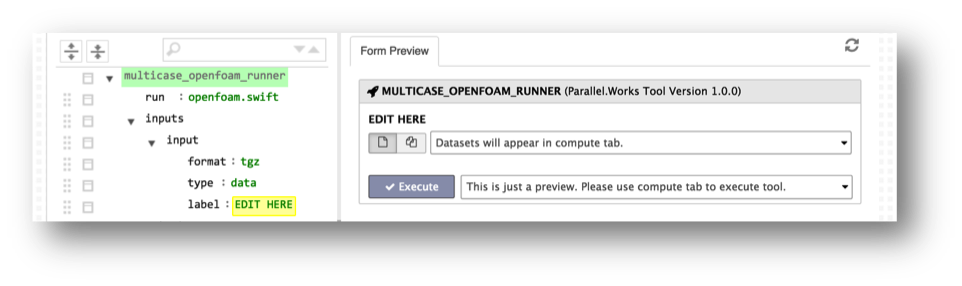 multicase_openfoam_runner
run : openfoam.swift
inputs
input
format : tgz
type : data
label : EDIT HERE
Form Preview
MULTICASE_OPENFOAM_RUNNER (Parallel.Works Tool Version 1.0.0)
EDIT HERE
Datasets will appear in compute tab.
Execute
This is just a preview. Please use compute tab to execute tool.